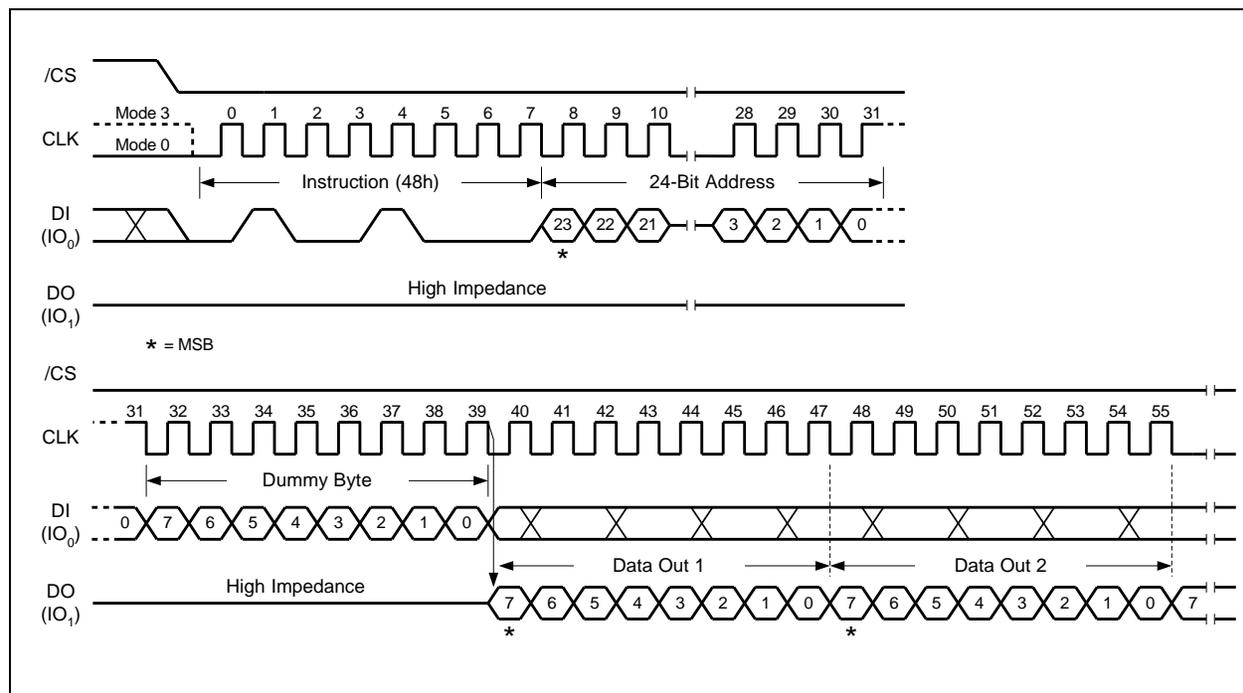 /CS
Mode 3 0 1 2 3 4 5 6 7 8 9 10 28 29 30 31
CLK
Mode 0
Instruction (48h) 24-Bit Address
DI
(IO0)
23 22 21 3 2 1 0
*
High Impedance
DO
(IO1)
* = MSB
/CS
31 32 33 34 35 36 37 38 39 40 41 42 43 44 45 46 47 48 49 50 51 52 53 54 55
CLK
Dummy Byte
DI
(IO0)
0 7 6 5 4 3 2 1 0
Data Out 1 Data Out 2
High Impedance
DO
(IO1)
7 6 5 4 3 2 1 0 7 6 5 4 3 2 1 0 7
* *